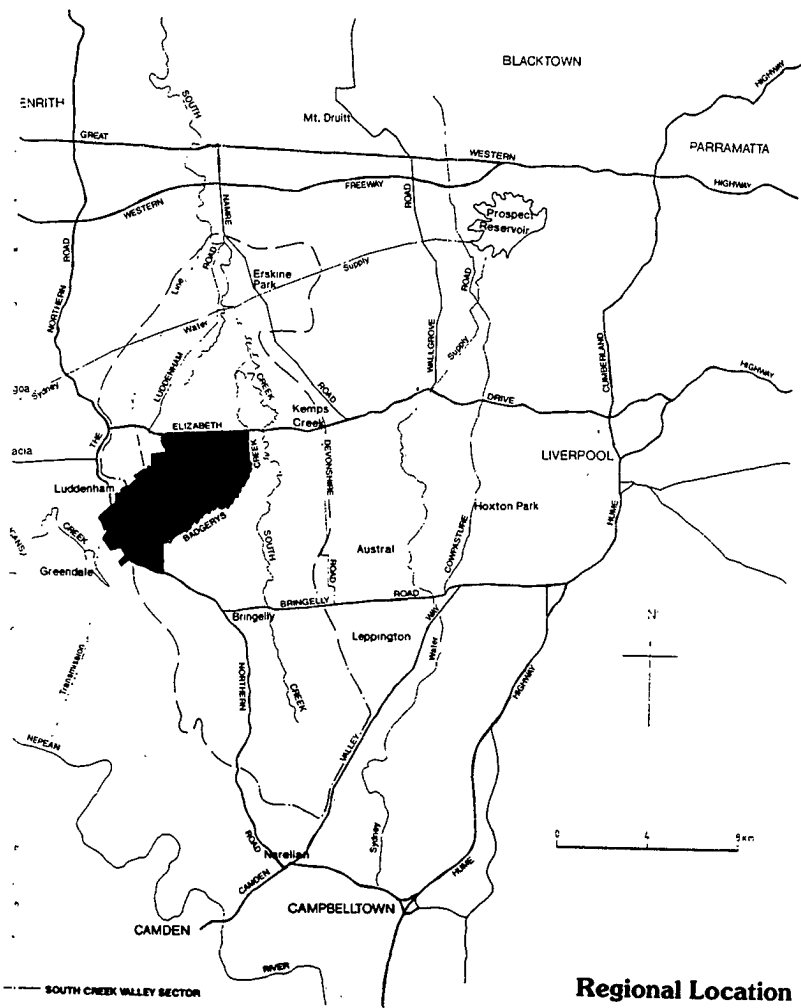 BLACKTOWN
HIGHWAY
ENRITH
SOUTH
Mt. Druitt
GREAT
WESTERN
PARRAMATTA
CREEK
WESTERN
FREEWAY
ROAD
HIGHWAY
MAMRE
Prospect
Reservoir
ROAD
NORTHERN
ROAD
Line
Erskine
Park
Supply
ROAD
Water
Sydney
LUDDENHAM
CREEK
ROAD
WALLGROVE
Supply
CUMBERLAND
HIGHWAY
goa
Kemps
Creek
DRIVE
THE
ELIZABETH
acia
CREEK
DEVONSHIRE
LIVERPOOL
Luddenham
BADGERYS
Hoxton Park
HUME
CREEK
SOUTH
Austral
COWPASTURE
Greendale
ROAD
BRINGELLY
ROAD
Bringelly
WAY
Leppington
Water
N
NORTHERN
Transmission
CREEK
HIGHWAY
NEPEAN
VALLEY
0 4 8km
ROAD
Sydney
Narellan
CAMDEN
HUME
CAMPBELLTOWN
CAMDEN
RIVER
SOUTH CREEK VALLEY SECTOR
Regional Location